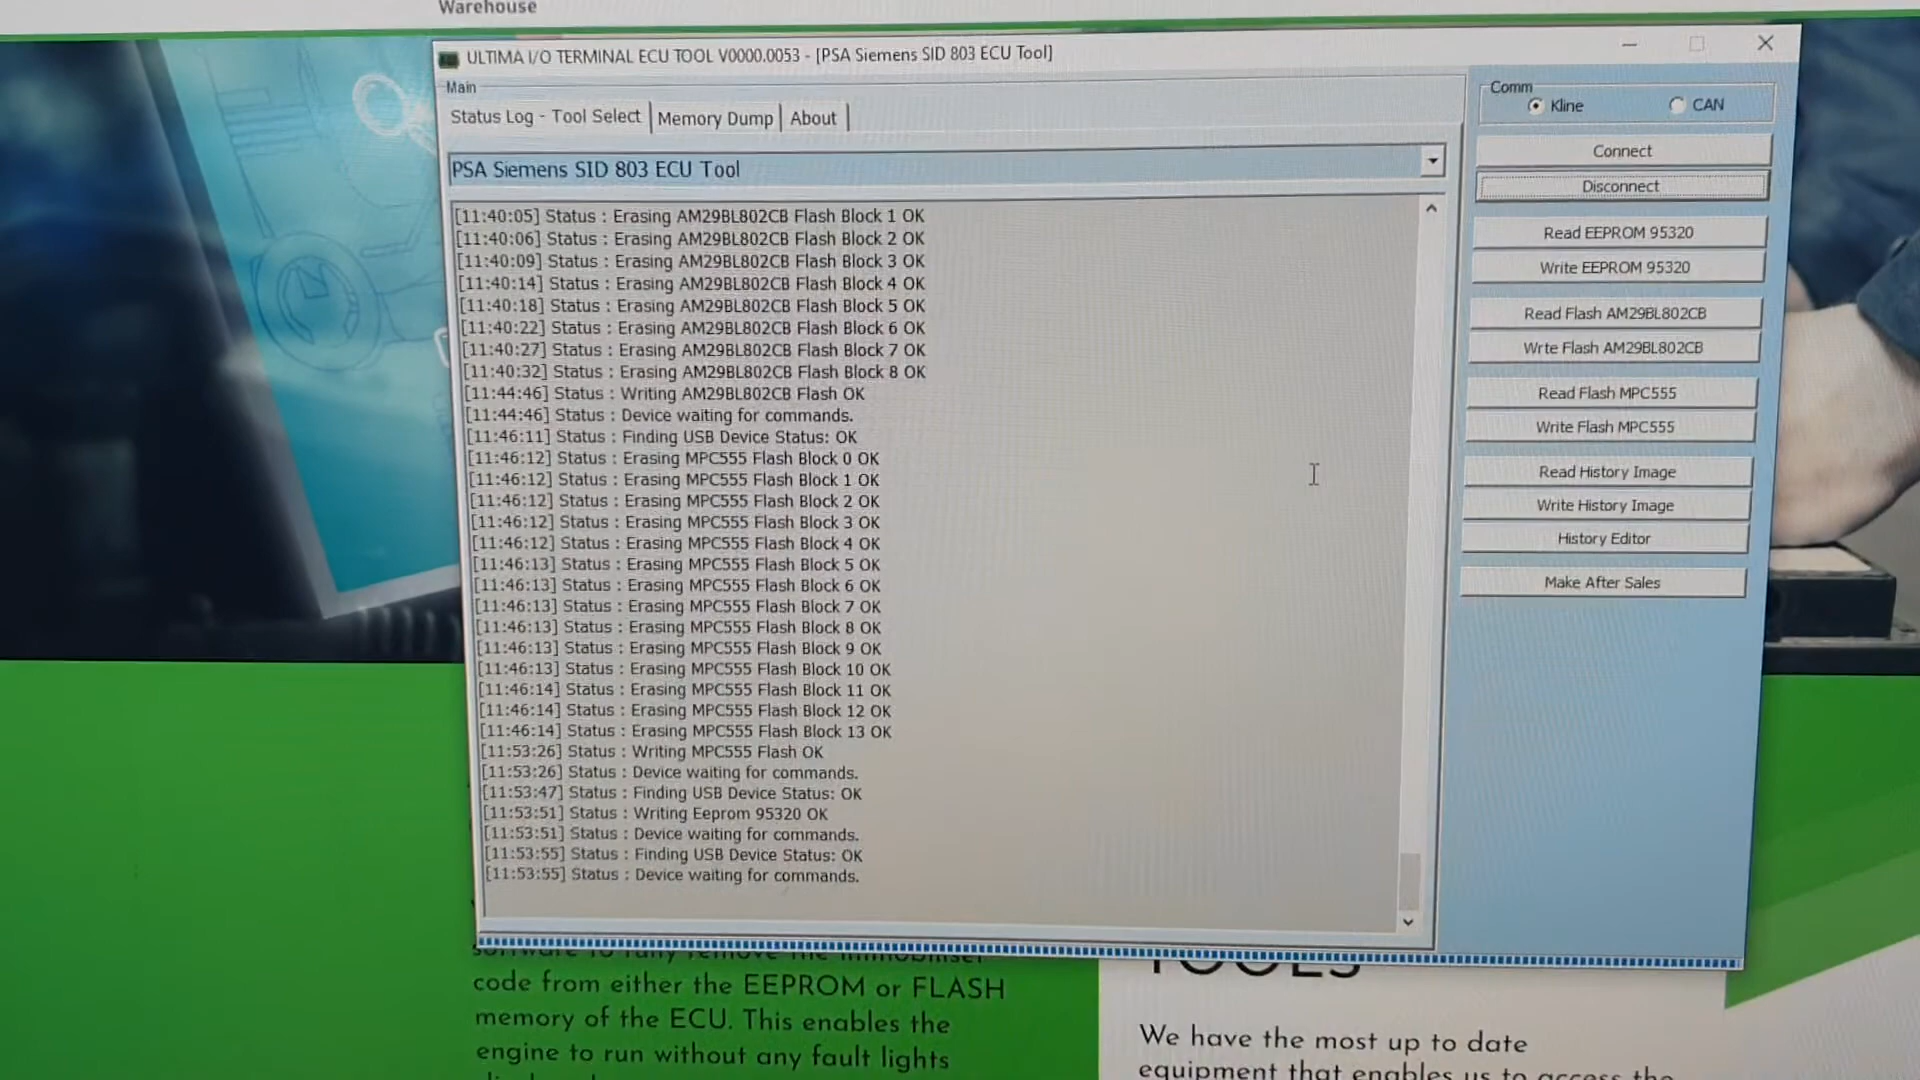 Warehouse
ULTIMA I/O TERMINAL ECU TOOL V0000.0053 - [PSA Siemens SID 803 ECU Tool]
Main
Status Log - Tool Select
Memory Dump
About
PSA Siemens SID 803 ECU Tool
[11:40:05] Status : Erasing AM29BL802CB Flash Block 1 OK
[11:40:06] Status : Erasing AM29BL802CB Flash Block 2 OK
[11:40:09] Status : Erasing AM29BL802CB Flash Block 3 OK
[11:40:14] Status : Erasing AM29BL802CB Flash Block 4 OK
[11:40:18] Status : Erasing AM29BL802CB Flash Block 5 OK
[11:40:22] Status : Erasing AM29BL802CB Flash Block 6 OK
[11:40:27] Status : Erasing AM29BL802CB Flash Block 7 OK
[11:40:32] Status : Erasing AM29BL802CB Flash Block 8 OK
[11:44:46] Status : Writing AM29BL802CB Flash OK
[11:44:46] Status : Device waiting for commands.
[11:46:11] Status : Finding USB Device Status: OK
[11:46:12] Status : Erasing MPC555 Flash Block 0 OK
[11:46:12] Status : Erasing MPC555 Flash Block 1 OK
[11:46:12] Status : Erasing MPC555 Flash Block 2 OK
[11:46:12] Status : Erasing MPC555 Flash Block 3 OK
[11:46:12] Status : Erasing MPC555 Flash Block 4 OK
[11:46:13] Status : Erasing MPC555 Flash Block 5 OK
[11:46:13] Status : Erasing MPC555 Flash Block 6 OK
[11:46:13] Status : Erasing MPC555 Flash Block 7 OK
[11:46:13] Status : Erasing MPC555 Flash Block 8 OK
[11:46:13] Status : Erasing MPC555 Flash Block 9 OK
[11:46:13] Status : Erasing MPC555 Flash Block 10 OK
[11:46:14] Status : Erasing MPC555 Flash Block 11 OK
[11:46:14] Status : Erasing MPC555 Flash Block 12 OK
[11:46:14] Status : Erasing MPC555 Flash Block 13 OK
[11:53:26] Status : Writing MPC555 Flash OK
[11:53:26] Status : Device waiting for commands.
[11:53:47] Status : Finding USB Device Status: OK
[11:53:51] Status : Writing Eeprom 95320 OK
[11:53:51] Status : Device waiting for commands.
[11:53:55] Status : Finding USB Device Status: OK
[11:53:55] Status : Device waiting for commands.
Comm
Kline
CAN
Connect
Disconnect
Read EEPROM 95320
Write EEPROM 95320
Read Flash AM29BL802CB
Wrte Flash AM29BL802CB
Read Flash MPC555
Write Flash MPC555
Read History Image
Write History Image
History Editor
Make After Sales
software to fully remove the immobiliser
code from either the EEPROM or FLASH
memory of the ECU. This enables the
engine to run without any fault lights
TOOLS
We have the most up to date
equipment that enables us to access the